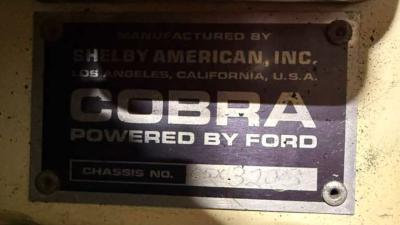 MANUFACTURED BY
SHELBY AMERICAN, INC.
LOS ANGELES, CALIFORNIA, U.S.A.
COBRA
POWERED BY FORD
CHASSIS NO.